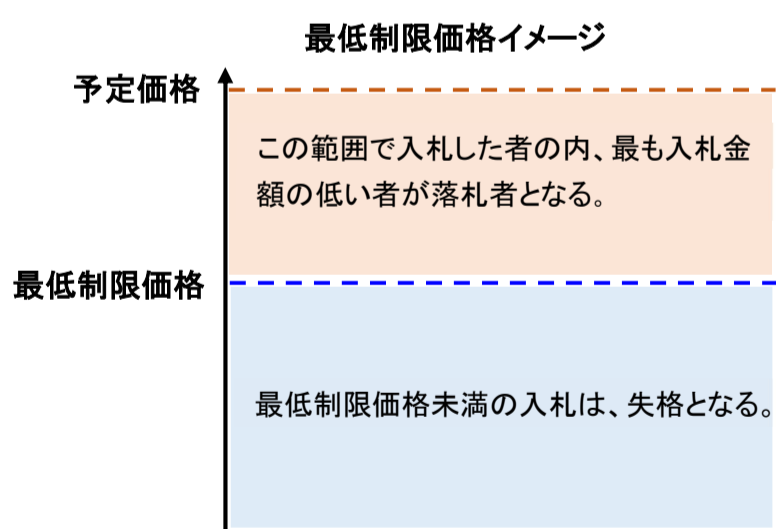 最低制限価格イメージ
予定価格
この範囲で入札した者の内、最も入札金
額の低い者が落札者となる。
最低制限価格
最低制限価格未満の入札は、失格となる。